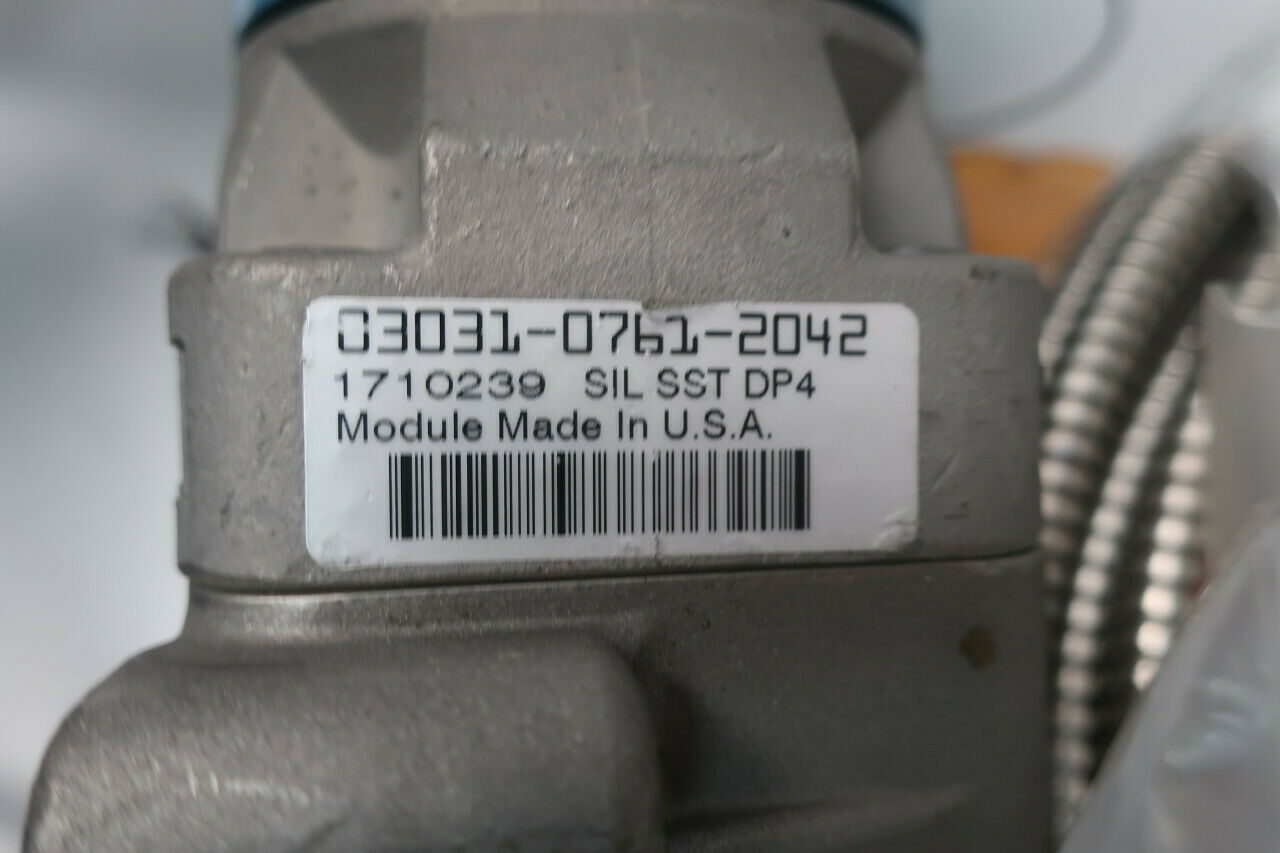 03031-0761-2042
1710239 SIL SST DP4
Module Made In U.S.A.